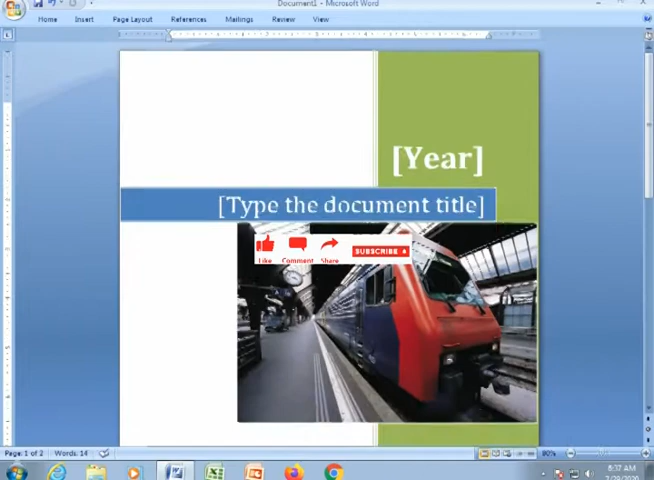 Document1 - Microsoft Word
Home Insert Page Layout References Mailings Review View
[Year]
[Type the document title]
Like Comment Share SUBSCRIBE
Page: 1 of 2 Words: 14 80%